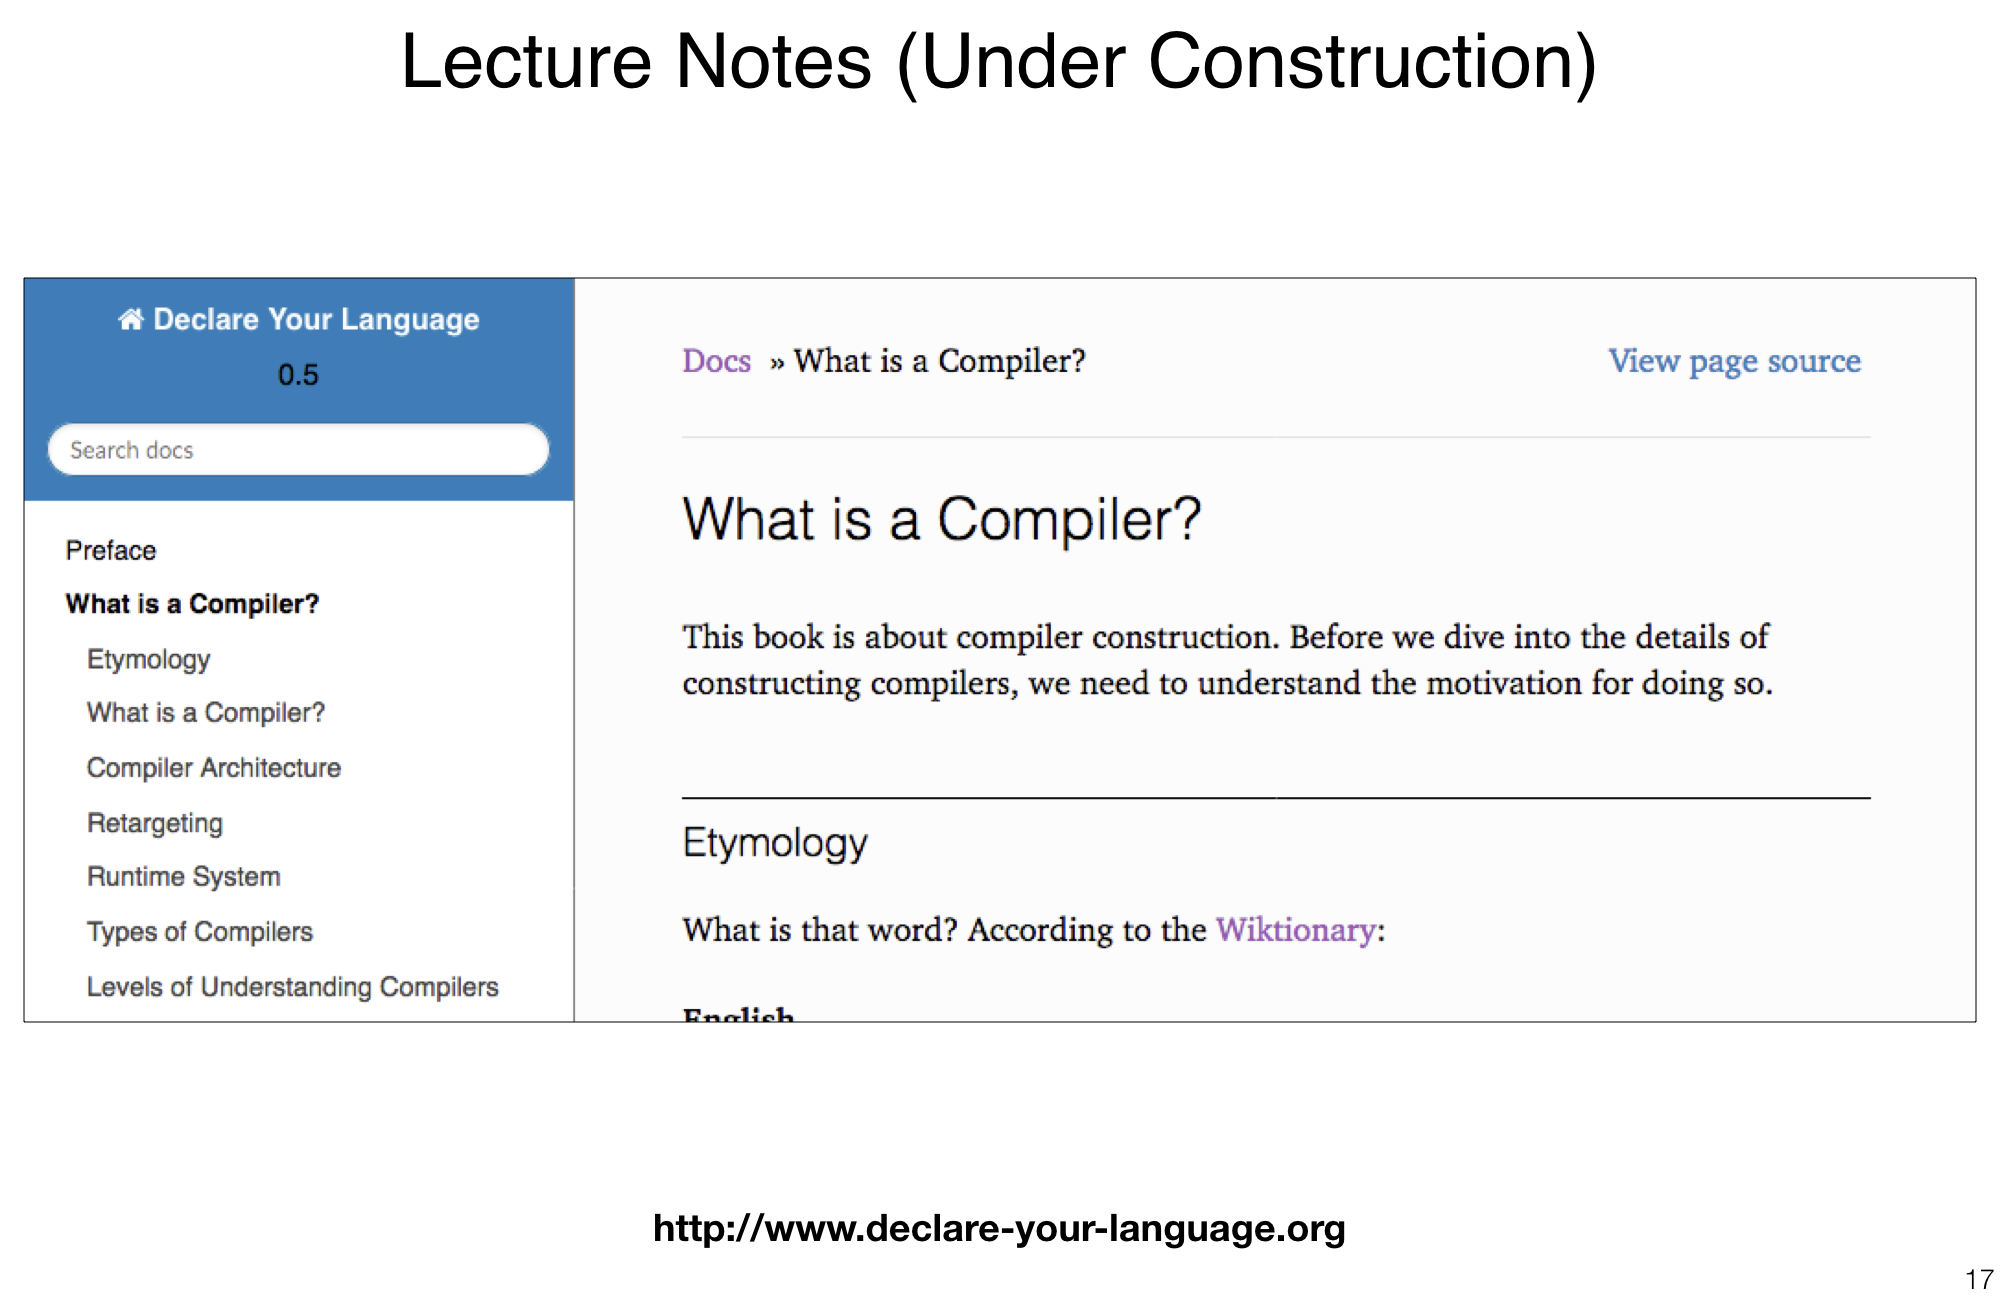 Lecture Notes (Under Construction)
Declare Your Language
0.5
Search docs
Preface
What is a Compiler?
Etymology
What is a Compiler?
Compiler Architecture
Retargeting
Runtime System
Types of Compilers
Levels of Understanding Compilers
Docs » What is a Compiler?
View page source
What is a Compiler?
This book is about compiler construction. Before we dive into the details of
constructing compilers, we need to understand the motivation for doing so.
Etymology
What is that word? According to the Wiktionary:
English
http://www.declare-your-language.org
17